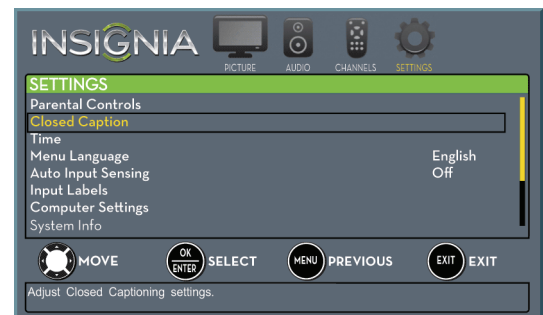 INSIGNIA
PICTURE AUDIO CHANNELS SETTINGS
SETTINGS
Parental Controls
Closed Caption
Time
Menu Language English
Auto Input Sensing Off
Input Labels
Computer Settings
System Info
MOVE OK ENTER SELECT MENU PREVIOUS EXIT EXIT
Adjust Closed Captioning settings.